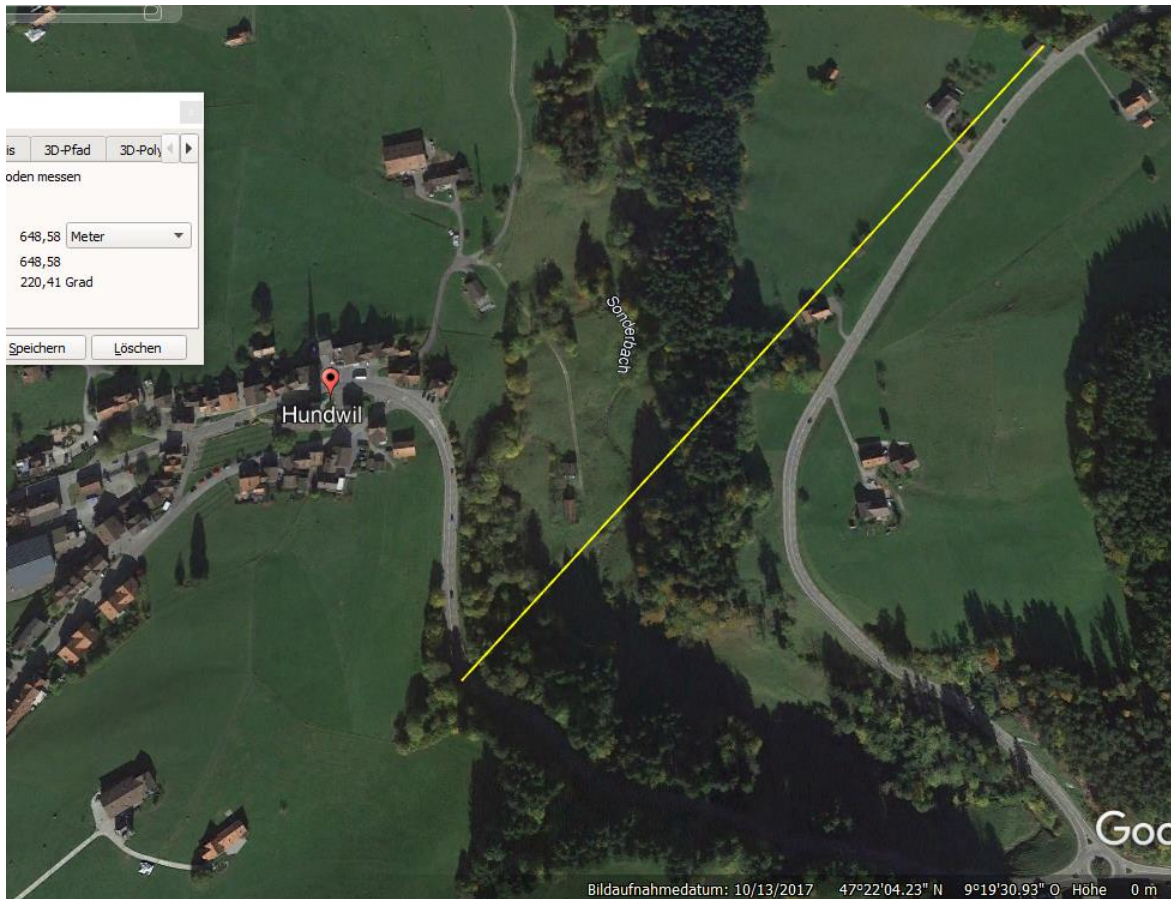 is 3D-Pfad 3D-Poly
oden messen
648,58 Meter
648,58
220,41 Grad
Speichern Löschen
Sonderbach
Hundwil
Goo
Bildaufnahmedatum: 10/13/2017 47°22'04.23" N 9°19'30.93" O Höhe 0 m